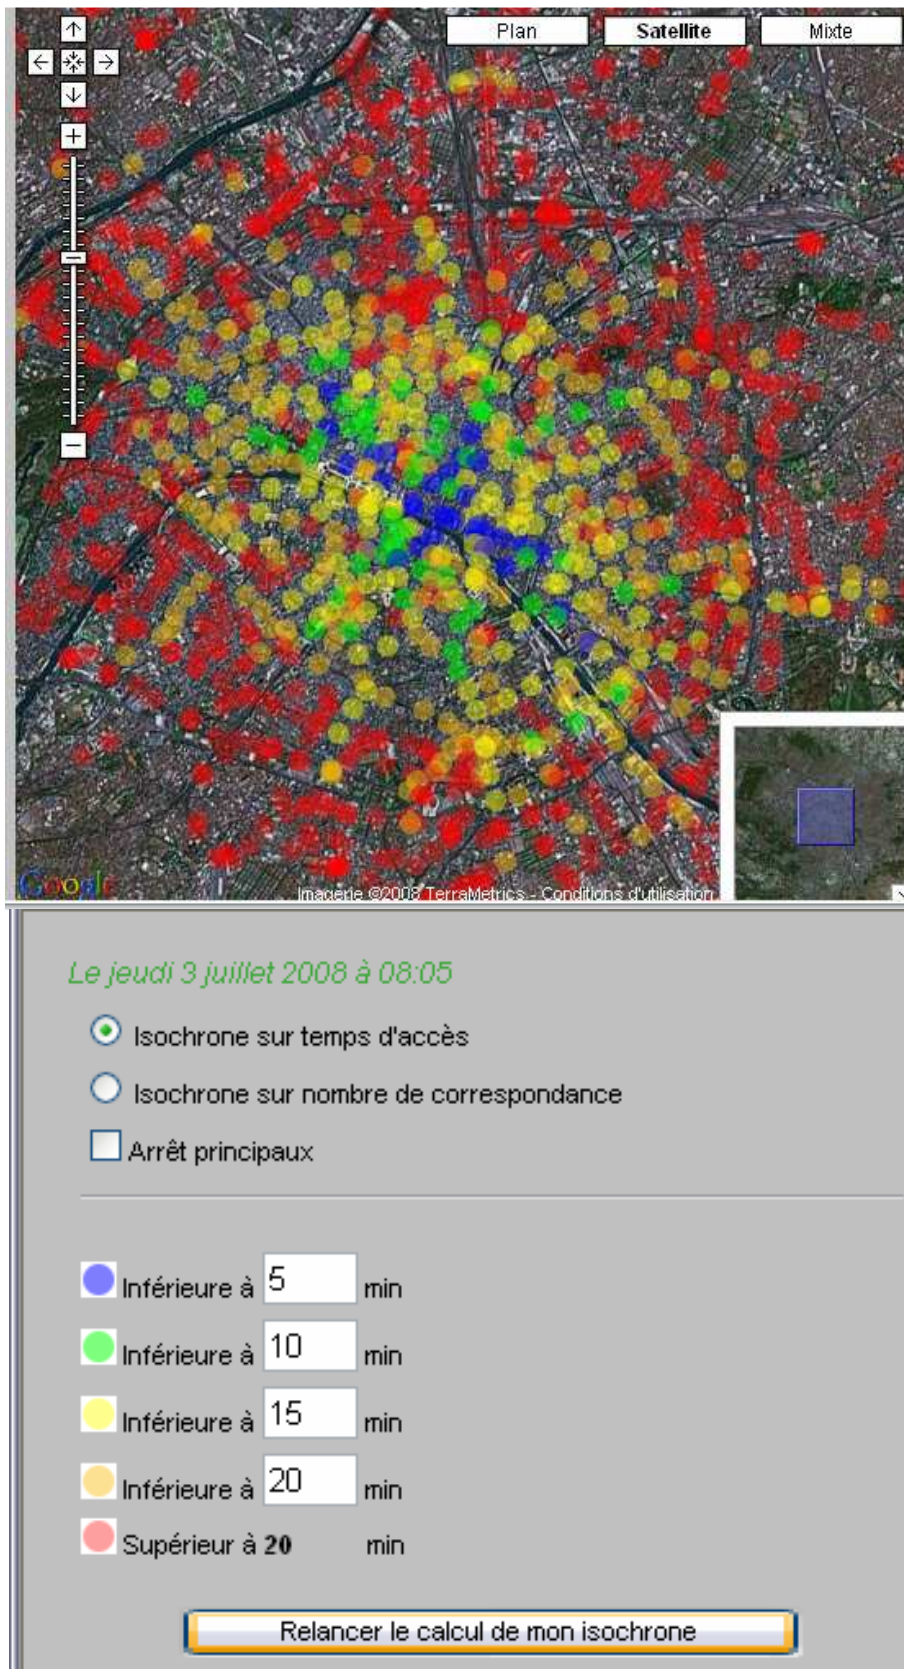 Plan Satellite Mixte
Google
Imagerie ©2008 TerraMetrics - Conditions d'utilisation
Le jeudi 3 juillet 2008 à 08:05
Isochrone sur temps d'accès
Isochrone sur nombre de correspondance
Arrêt principaux
Inférieure à 5 min
Inférieure à 10 min
Inférieure à 15 min
Inférieure à 20 min
Supérieur à 20 min
Relancer le calcul de mon isochrone